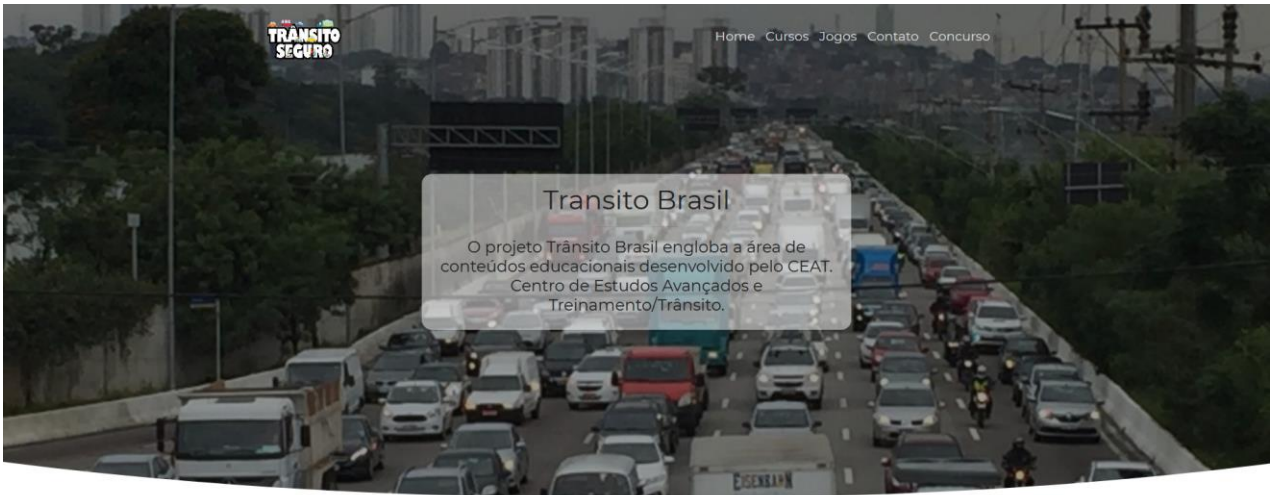 TRÂNSITO
SEGURO
Home Cursos Jogos Contato Concurso
Transito Brasil
O projeto Trânsito Brasil engloba a área de
conteúdos educacionais desenvolvido pelo CEAT.
Centro de Estudos Avançados e
Treinamento/Trânsito.
EISENBAHN